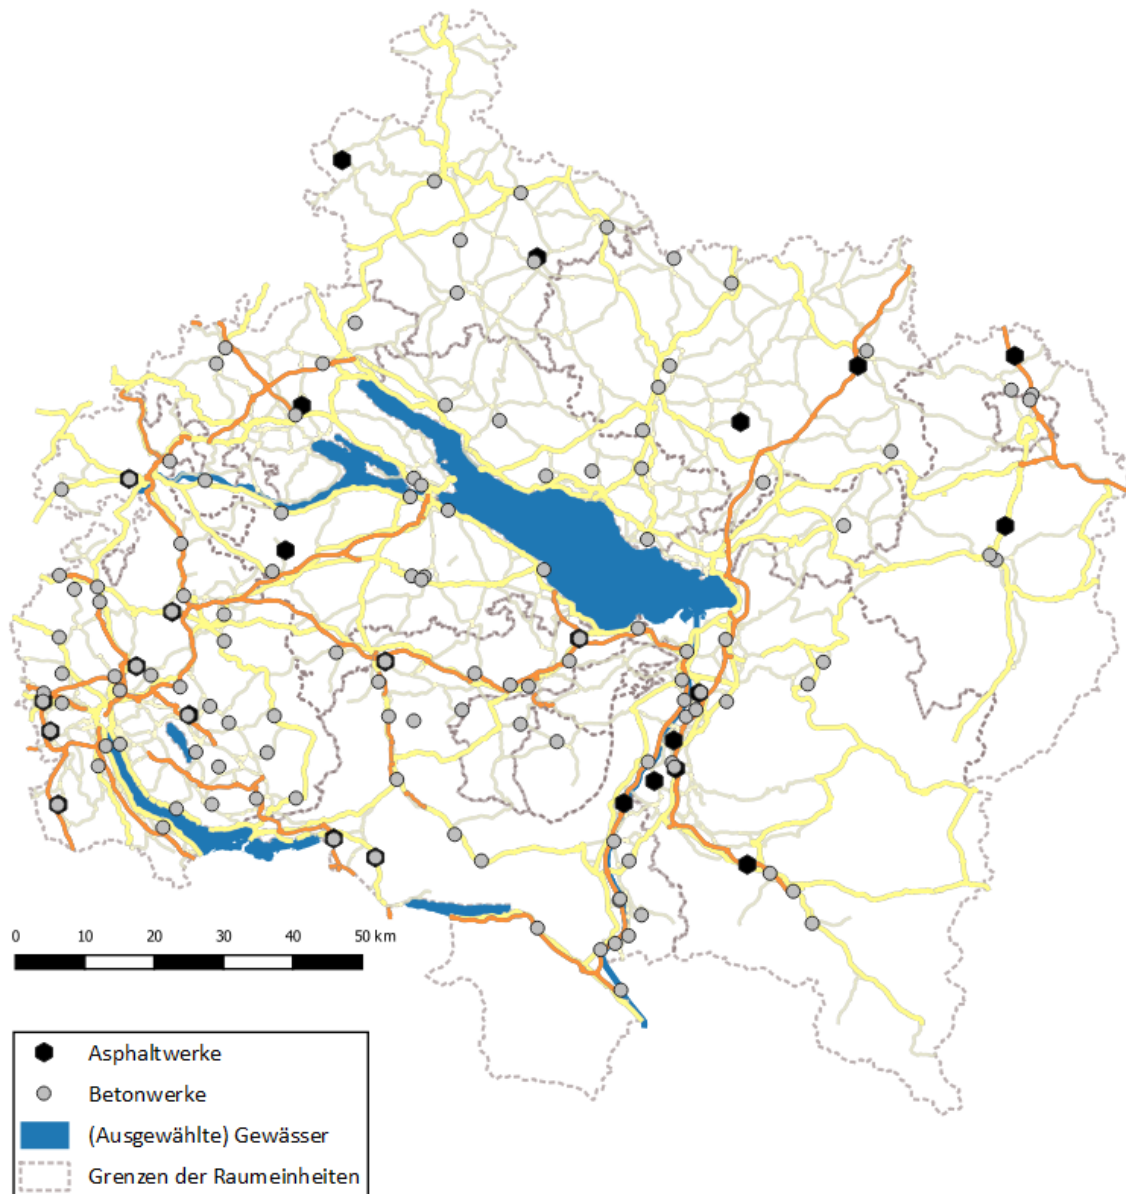 0 10 20 30 40 50 km
Asphaltwerke
Betonwerke
(Ausgewählte) Gewässer
Grenzen der Raumeinheiten